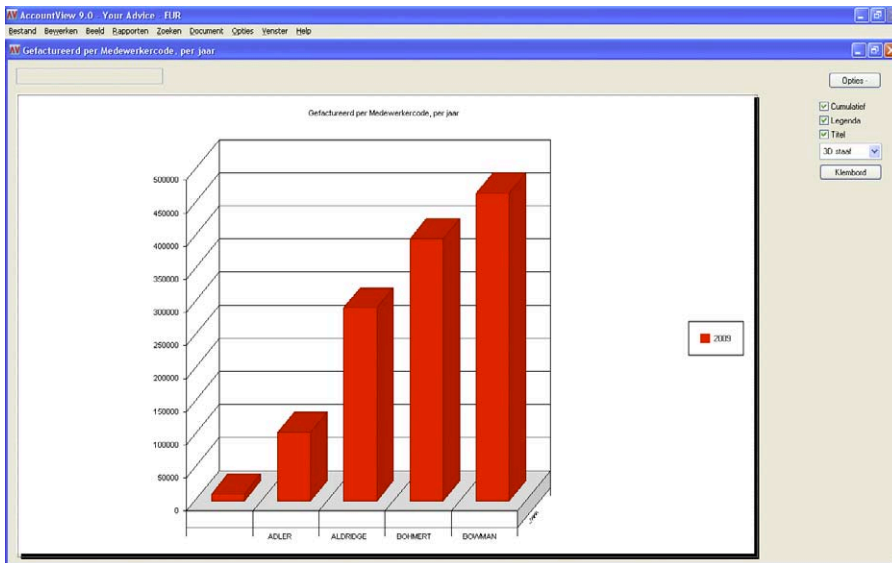 AccountView 9.0 - Your Advice - EUR
Bestand Bewerken Beeld Rapporten Zoeken Document Opties Venster Help
Gefactureerd per Medewerkercode, per jaar
Opties
Gefactureerd per Medewerkercode, per jaar
Cumulatief
Legenda
Titel
3D staaf
Klembord
500000
450000
400000
350000
300000
250000
200000
150000
100000
50000
0
2009
ADLER ALDRIDGE BOHMERT BOWMAN